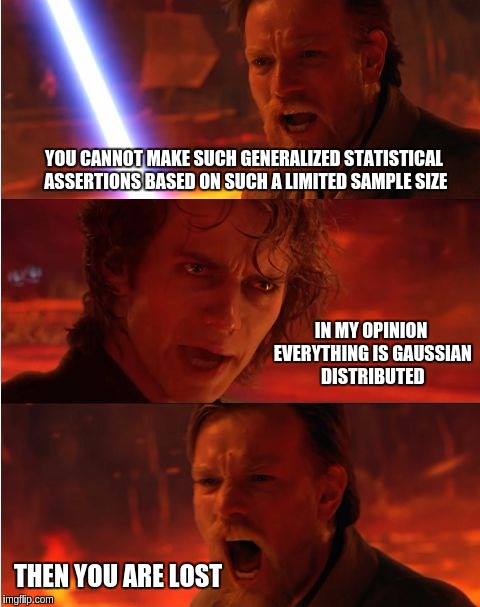 YOU CANNOT MAKE SUCH GENERALIZED STATISTICAL
ASSERTIONS BASED ON SUCH A LIMITED SAMPLE SIZE
IN MY OPINION
EVERYTHING IS GAUSSIAN
DISTRIBUTED
THEN YOU ARE LOST
imgflip.com